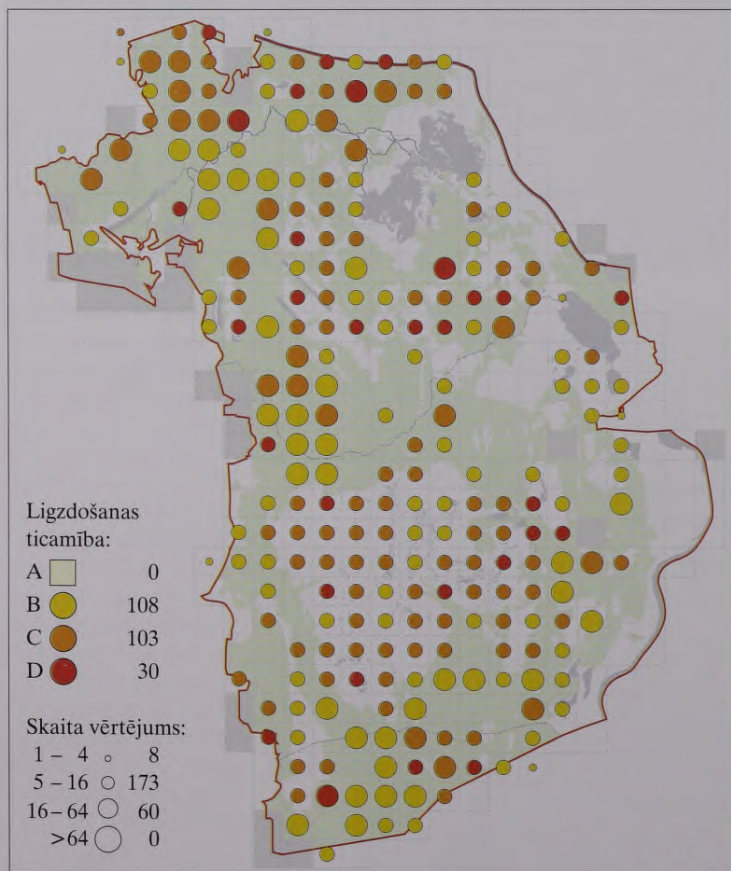 Ligzdošanas
ticamība:
A 0
B 108
C 103
D 30
Skaita vērtējums:
1 – 4 8
5 – 16 173
16 – 64 60
>64 0